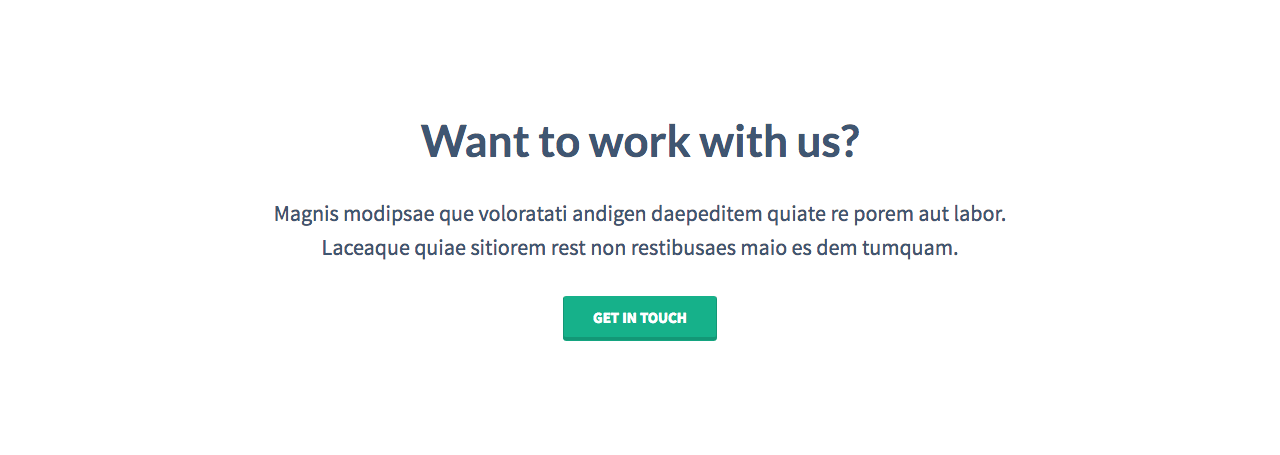 Want to work with us?
Magnis modipsae que voloratati andigen daepeditem quiate re porem aut labor.
Laceaque quiae sitiorem rest non restibusaes maio es dem tumquam.
GET IN TOUCH